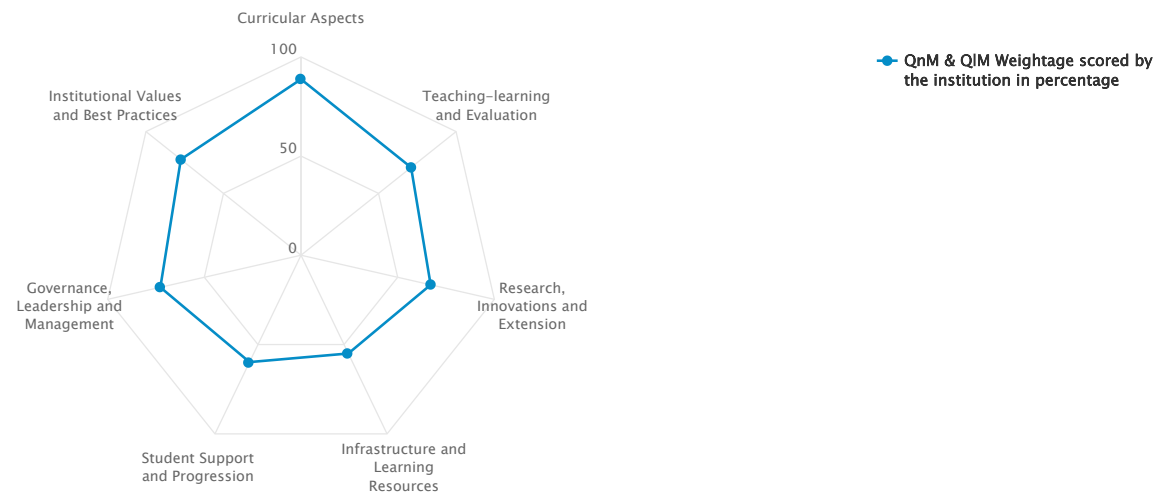 Curricular Aspects
100
50
0
Teaching-learning
and Evaluation
Research,
Innovations and
Extension
Infrastructure and
Learning
Resources
Student Support
and Progression
Governance,
Leadership and
Management
Institutional Values
and Best Practices
QnM & QlM Weightage scored by
the institution in percentage